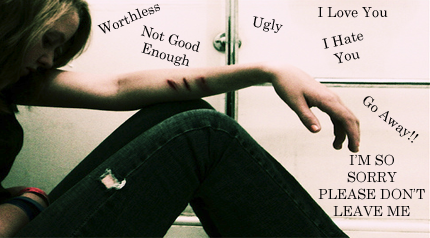 Worthless
Not Good
Enough
Ugly
I Love You
I Hate
You
Go Away!!
I'M SO
SORRY
PLEASE DON'T
LEAVE ME